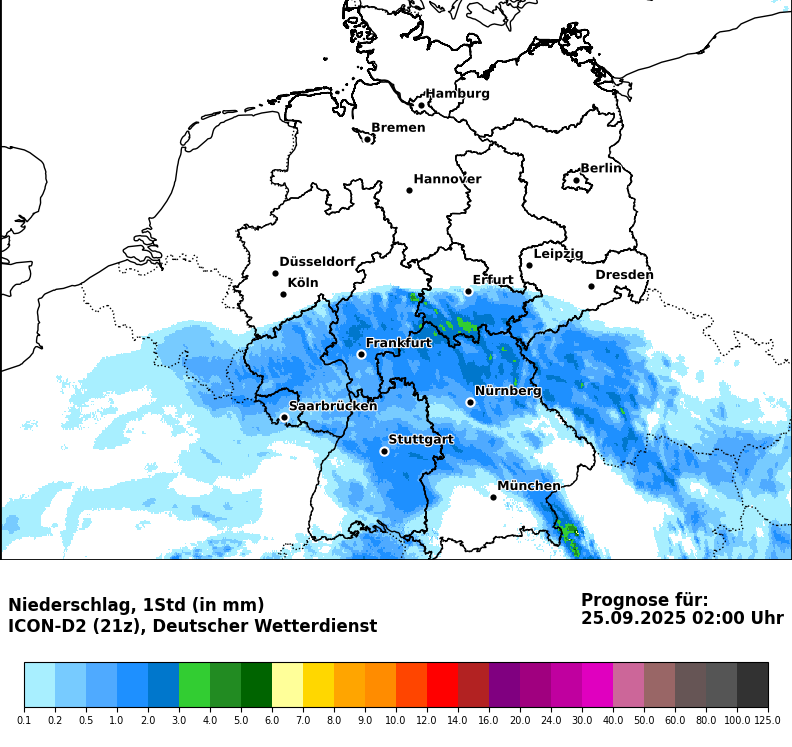 Hamburg
Bremen
Berlin
Hannover
Leipzig
Düsseldorf
Dresden
Köln
Erfurt
Frankfurt
Nürnberg
Saarbrücken
Stuttgart
München
Niederschlag, 1Std (in mm)
ICON-D2 (21z), Deutscher Wetterdienst
Prognose für:
25.09.2025 02:00 Uhr
0.1 0.2 0.5 1.0 2.0 3.0 4.0 5.0 6.0 7.0 8.0 9.0 10.0 12.0 14.0 16.0 20.0 24.0 30.0 40.0 50.0 60.0 80.0 100.0 125.0